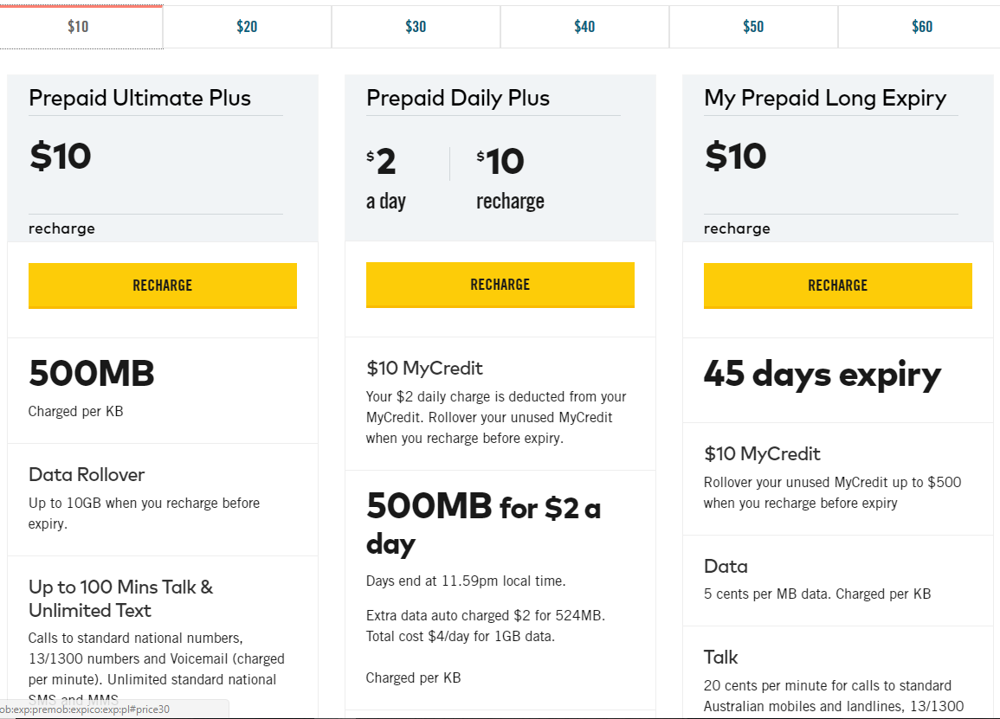 $10
$20
$30
$40
$50
$60
Prepaid Ultimate Plus
$10
recharge
RECHARGE
500MB
Charged per KB
Data Rollover
Up to 10GB when you recharge before
expiry.
Up to 100 Mins Talk &
Unlimited Text
Calls to standard national numbers,
13/1300 numbers and Voicemail (charged
per minute). Unlimited standard national
SMS and MMS
Prepaid Daily Plus
$2
a day
$10
recharge
RECHARGE
$10 MyCredit
Your $2 daily charge is deducted from your
MyCredit. Rollover your unused MyCredit
when you recharge before expiry.
500MB for $2 a
day
Days end at 11.59pm local time.
Extra data auto charged $2 for 524MB.
Total cost $4/day for 1GB data.
Charged per KB
My Prepaid Long Expiry
$10
recharge
RECHARGE
45 days expiry
$10 MyCredit
Rollover your unused MyCredit up to $500
when you recharge before expiry
Data
5 cents per MB data. Charged per KB
Talk
20 cents per minute for calls to standard
Australian mobiles and landlines, 13/1300
ob:exp:premob:expico:exp:pl#price30